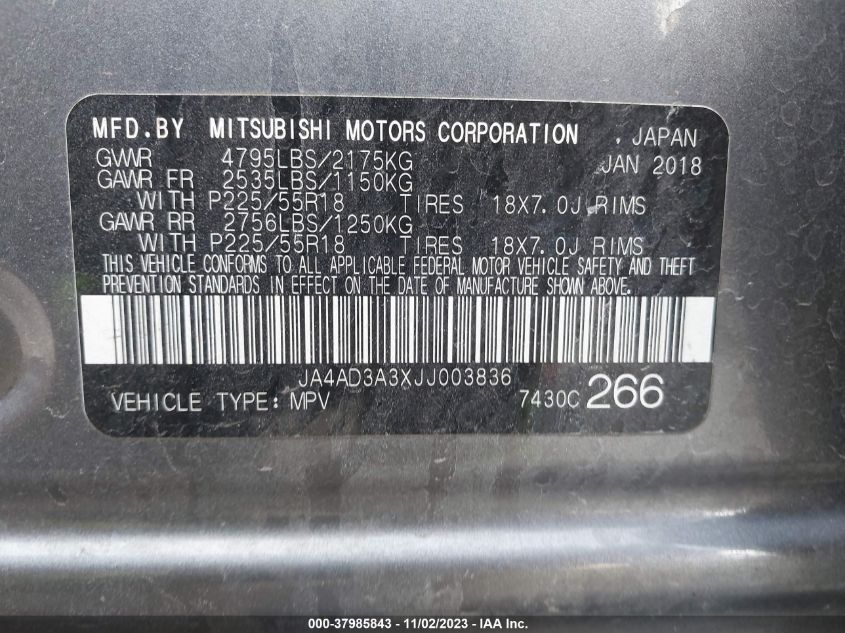 MFD.BY MITSUBISHI MOTORS CORPORATION , JAPAN
GVWR 4795LBS/2175KG JAN 2018
GAWR FR 2535LBS/1150KG
WITH P225/55R18 TIRES 18X7.0J RIMS
GAWR RR 2756LBS/1250KG
WITH P225/55R18 TIRES 18X7.0J RIMS
THIS VEHICLE CONFORMS TO ALL APPLICABLE FEDERAL MOTOR VEHICLE SAFETY AND THEFT
PREVENTION STANDARDS IN EFFECT ON THE DATE OF MANUFACTURE SHOWN ABOVE.
JA4AD3A3XJJ003836
VEHICLE TYPE: MPV 7430C 266
000-37985843 - 11/02/2023 - IAA Inc.